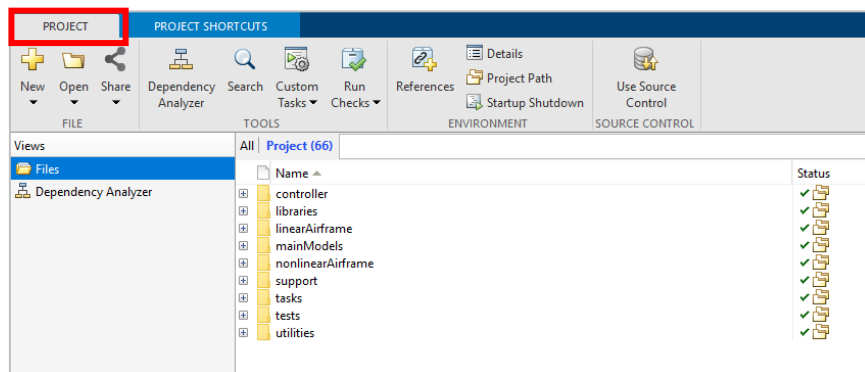 PROJECT
PROJECT SHORTCUTS
New
Open
Share
FILE
Dependency
Analyzer
Search
Custom
Tasks
Run
Checks
TOOLS
References
Details
Project Path
Startup Shutdown
ENVIRONMENT
Use Source
Control
SOURCE CONTROL
Views
All
Project (66)
Files
Dependency Analyzer
Name
Status
controller
libraries
linearAirframe
mainModels
nonlinearAirframe
support
tasks
tests
utilities